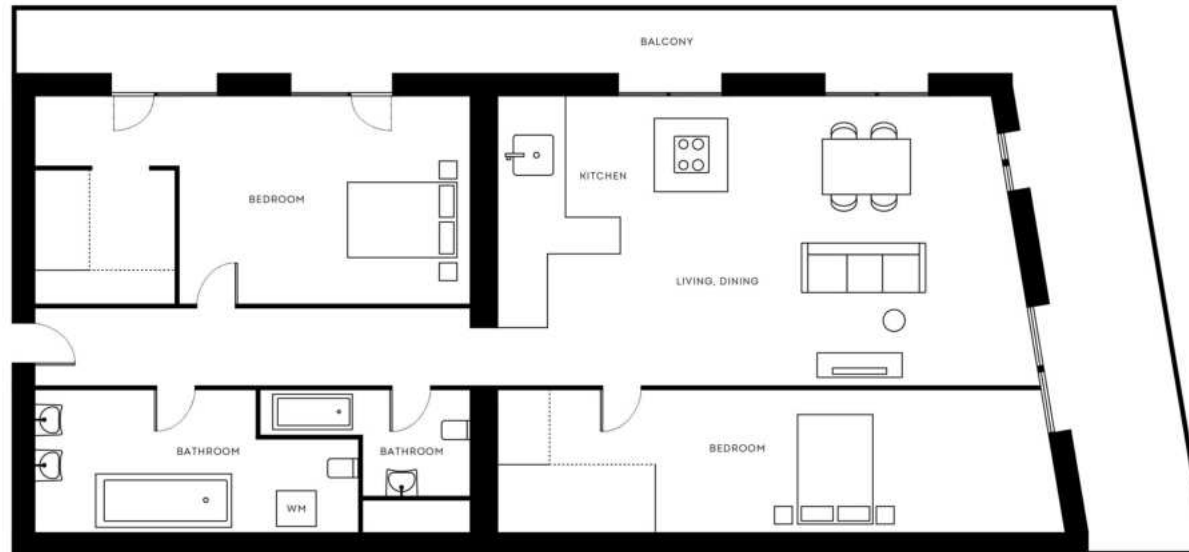 BALCONY
KITCHEN
BEDROOM
LIVING, DINING
BATHROOM
BATHROOM
BEDROOM
WM